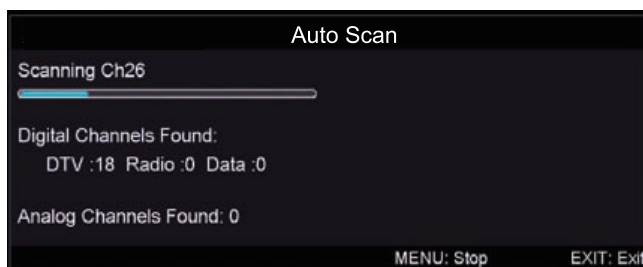 Auto Scan
Scanning Ch26
Digital Channels Found:
DTV :18 Radio :0 Data :0
Analog Channels Found: 0
MENU: Stop EXIT: Exit